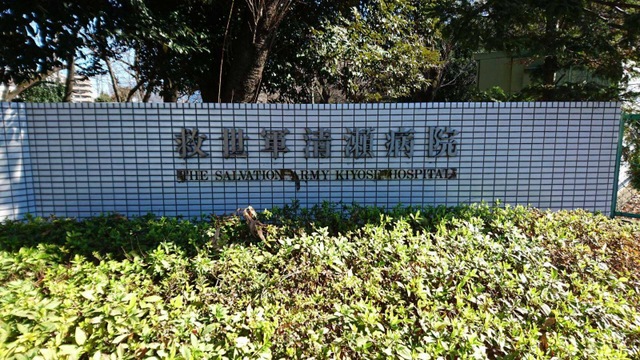 救世軍清瀬病院
THE SALVATION ARMY KIYOSE HOSPITAL